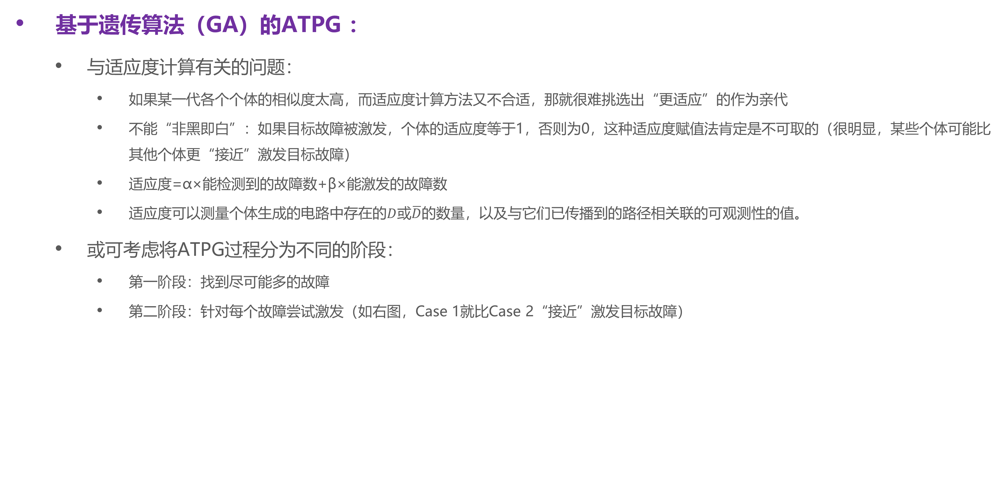 • 基于遗传算法（GA）的ATPG ：
• 与适应度计算有关的问题：
• 如果某一代各个个体的相似度太高，而适应度计算方法又不合适，那就很难挑选出“更适应”的作为亲代
• 不能“非黑即白”：如果目标故障被激发，个体的适应度等于1，否则为0，这种适应度赋值法肯定是不可取的（很明显，某些个体可能比
其他个体更“接近”激发目标故障）
• 适应度=α×能检测到的故障数+β×能激发的故障数
• 适应度可以测量个体生成的电路中存在的D或D̅的数量，以及与它们已传播到的路径相关联的可观测性的值。
• 或可考虑将ATPG过程分为不同的阶段：
• 第一阶段：找到尽可能多的故障
• 第二阶段：针对每个故障尝试激发（如右图，Case 1就比Case 2“接近”激发目标故障）